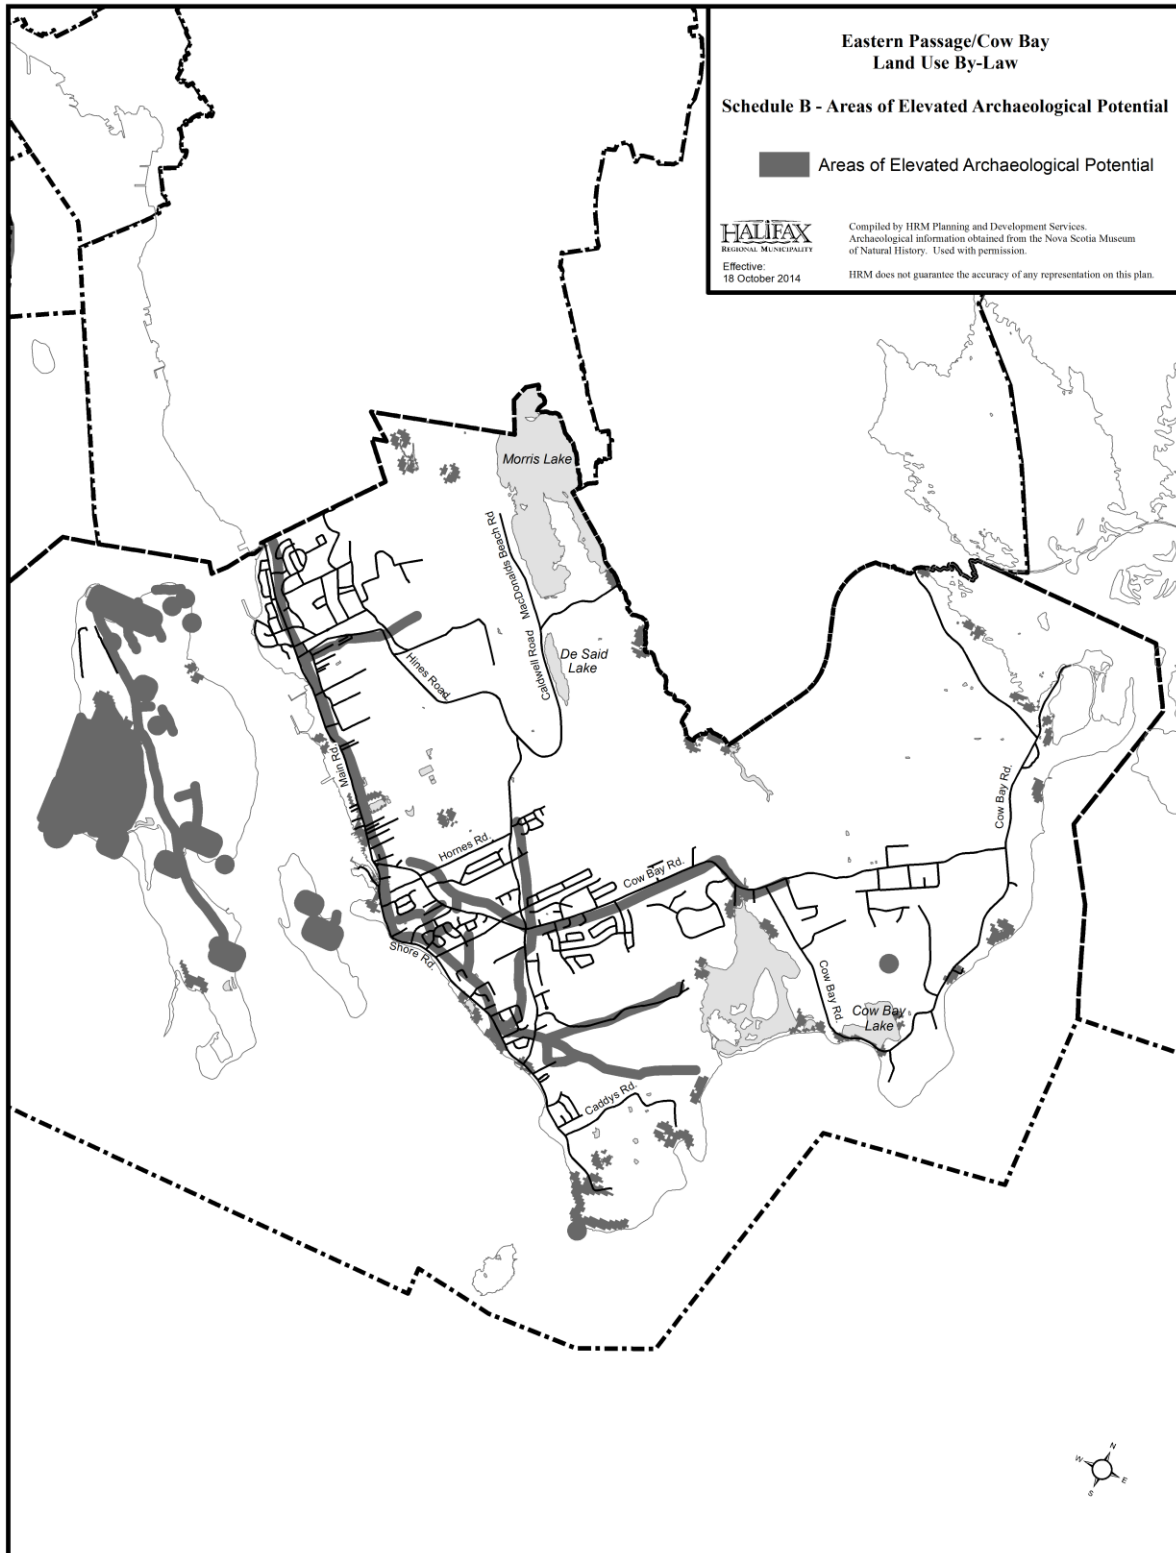 Eastern Passage/Cow Bay
Land Use By-Law
Schedule B - Areas of Elevated Archaeological Potential
Areas of Elevated Archaeological Potential
HALIFAX
REGIONAL MUNICIPALITY
Effective:
18 October 2014
Compiled by HRM Planning and Development Services.
Archaeological information obtained from the Nova Scotia Museum
of Natural History. Used with permission.
HRM does not guarantee the accuracy of any representation on this plan.
Morris Lake
MacDonalds Beach Rd
Caldwell Road
De Said
Lake
Hines Road
Main Rd.
Hornes Rd.
Cow Bay Rd.
Cow Bay Rd.
Shore Rd.
Cow Bay Rd.
Cow Bay
Lake
Caddys Rd.
N
W
E
S